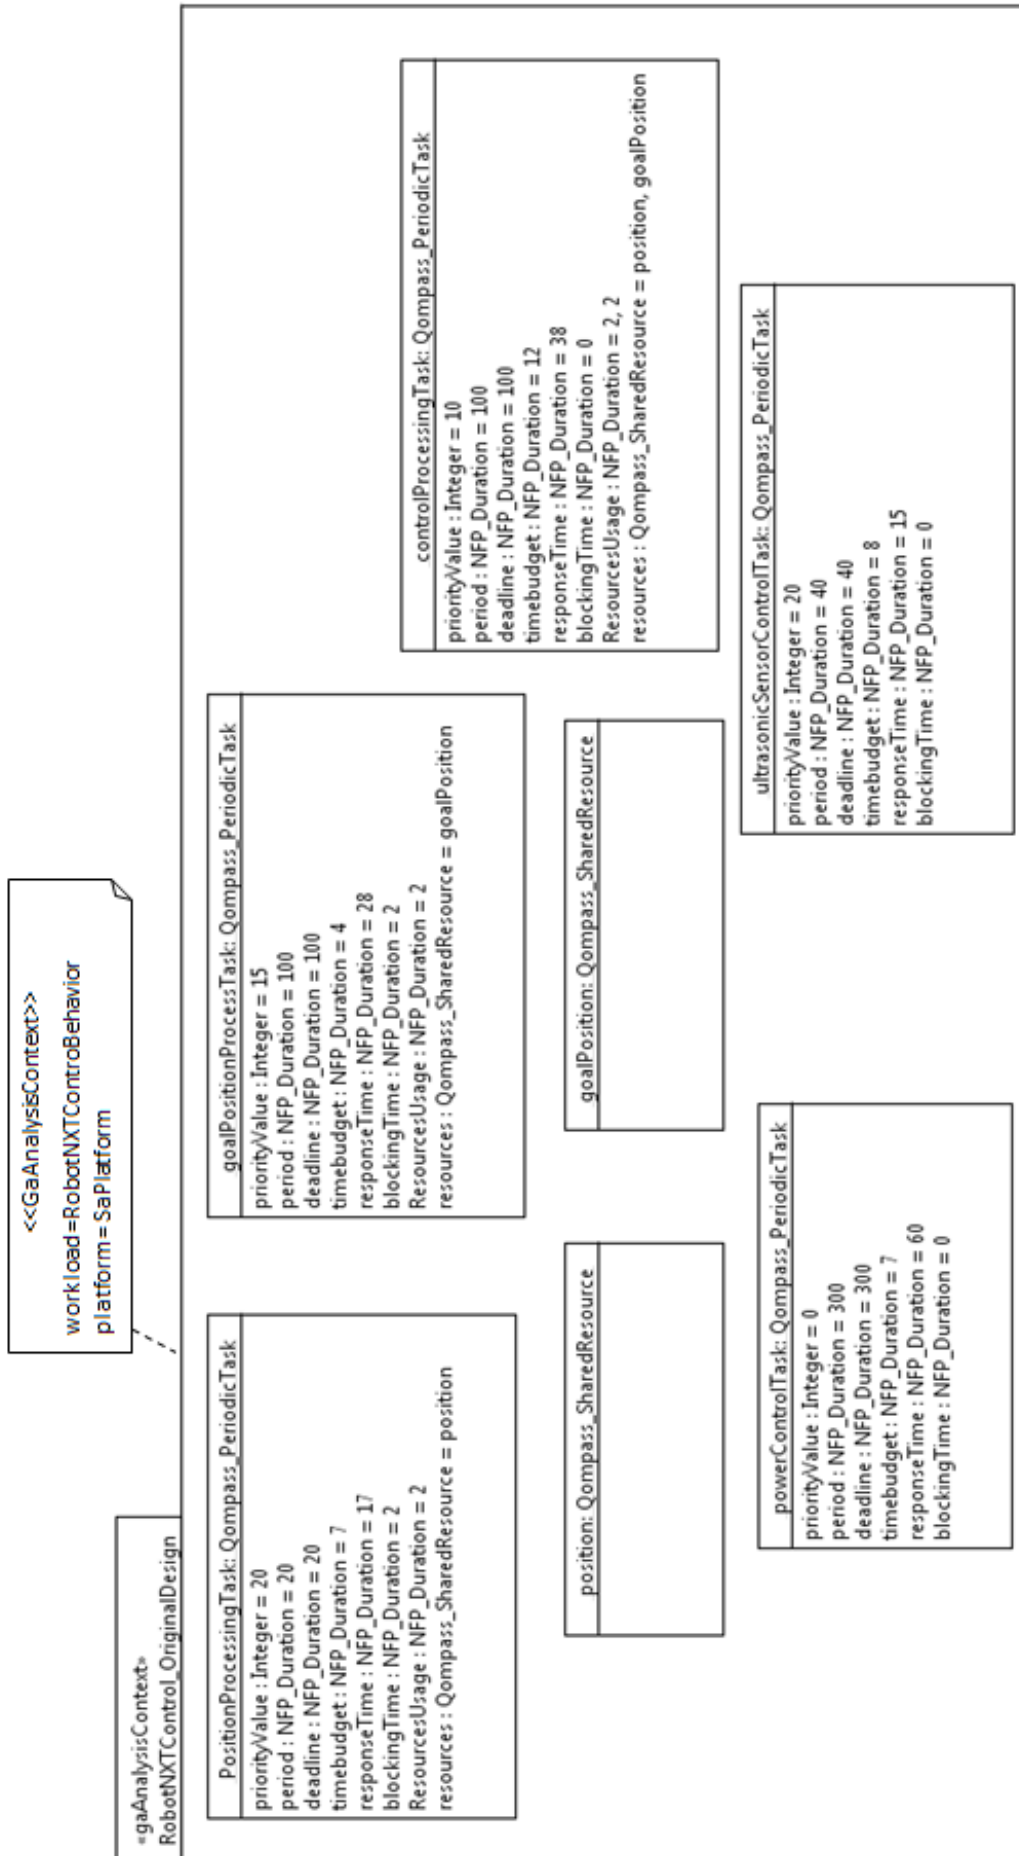 «gaAnalysisContext»
RobotNXTControl_OriginalDesign
<<GaAnalysisContext>>
workload=RobotNXTControBehavior
platform=SaPlatform
PositionProcessingTask: Qompass_PeriodicTask
priorityValue : Integer = 20
period : NFP_Duration = 20
deadline : NFP_Duration = 20
timebudget : NFP_Duration = 7
responseTime : NFP_Duration = 17
blockingTime : NFP_Duration = 2
ResourcesUsage : NFP_Duration = 2
resources : Qompass_SharedResource = position
goalPositionProcessTask: Qompass_PeriodicTask
priorityValue : Integer = 15
period : NFP_Duration = 100
deadline : NFP_Duration = 100
timebudget : NFP_Duration = 4
responseTime : NFP_Duration = 28
blockingTime : NFP_Duration = 2
ResourcesUsage : NFP_Duration = 2
resources : Qompass_SharedResource = goalPosition
controlProcessingTask: Qompass_PeriodicTask
priorityValue : Integer = 10
period : NFP_Duration = 100
deadline : NFP_Duration = 100
timebudget : NFP_Duration = 12
responseTime : NFP_Duration = 38
blockingTime : NFP_Duration = 0
ResourcesUsage : NFP_Duration = 2, 2
resources : Qompass_SharedResource = position, goalPosition
position: Qompass_SharedResource
goalPosition: Qompass_SharedResource
powerControlTask: Qompass_PeriodicTask
priorityValue : Integer = 0
period : NFP_Duration = 300
deadline : NFP_Duration = 300
timebudget : NFP_Duration = 7
responseTime : NFP_Duration = 60
blockingTime : NFP_Duration = 0
ultrasonicSensorControlTask: Qompass_PeriodicTask
priorityValue : Integer = 20
period : NFP_Duration = 40
deadline : NFP_Duration = 40
timebudget : NFP_Duration = 8
responseTime : NFP_Duration = 15
blockingTime : NFP_Duration = 0